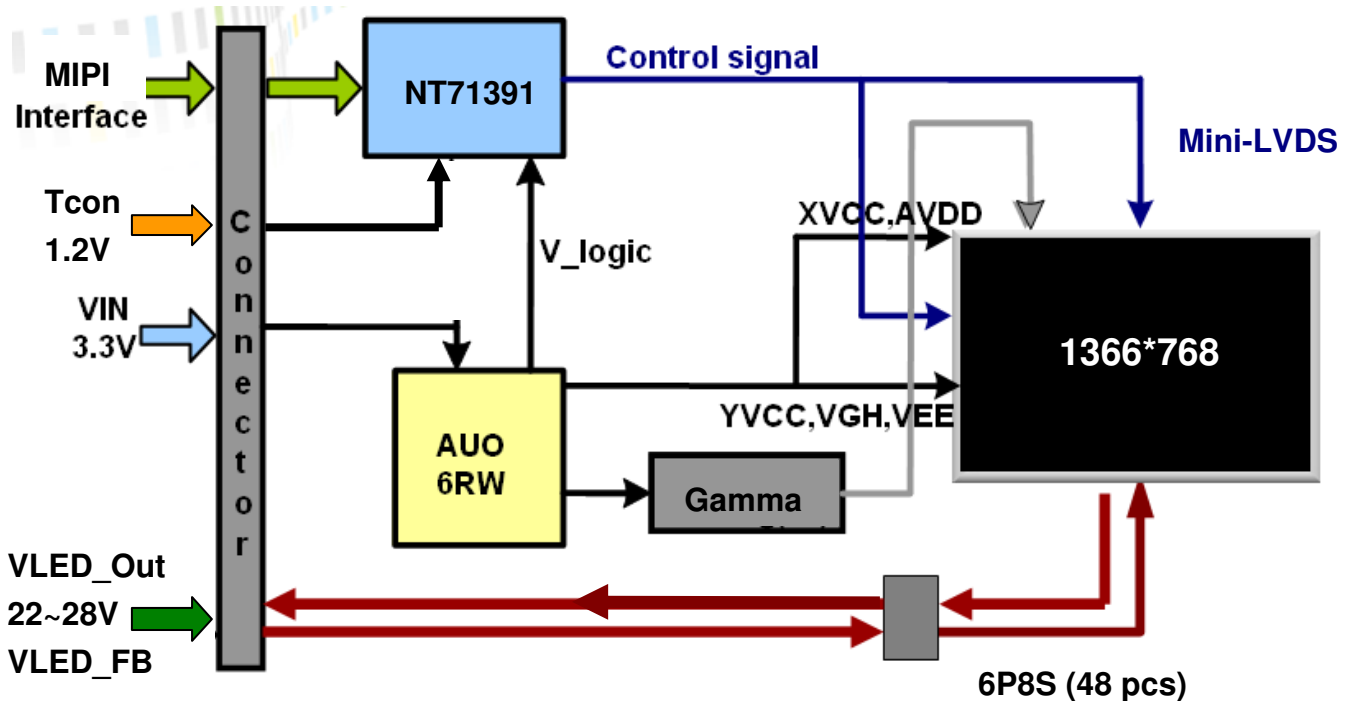 MIPI
Interface
Tcon
1.2V
VIN
3.3V
VLED_Out
22~28V
VLED_FB
Connector
NT71391
Control signal
Mini-LVDS
XVCC,AVDD
V_logic
1366*768
YVCC,VGH,VEE
AUO
6RW
Gamma
6P8S (48 pcs)